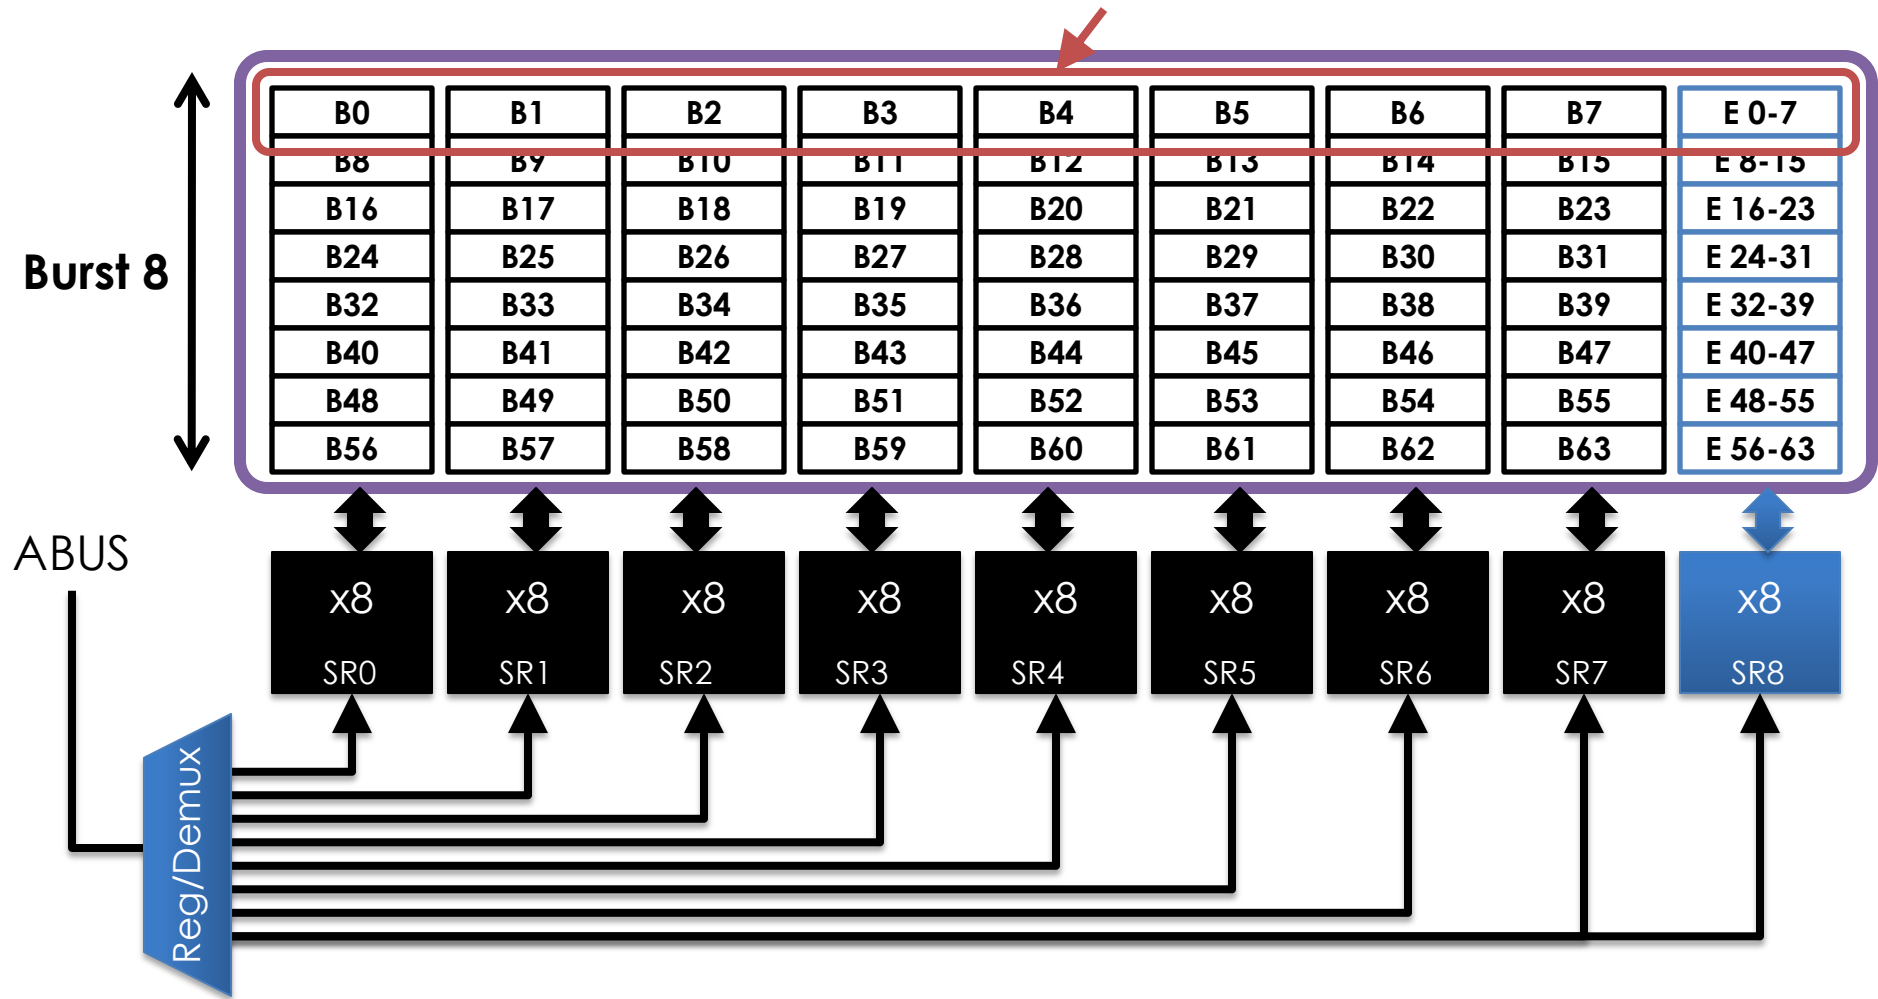 B0 B1 B2 B3 B4 B5 B6 B7 E 0-7
B8 B9 B10 B11 B12 B13 B14 B15 E 8-15
B16 B17 B18 B19 B20 B21 B22 B23 E 16-23
B24 B25 B26 B27 B28 B29 B30 B31 E 24-31
Burst 8
B32 B33 B34 B35 B36 B37 B38 B39 E 32-39
B40 B41 B42 B43 B44 B45 B46 B47 E 40-47
B48 B49 B50 B51 B52 B53 B54 B55 E 48-55
B56 B57 B58 B59 B60 B61 B62 B63 E 56-63
ABUS
x8 x8 x8 x8 x8 x8 x8 x8 x8
SR0 SR1 SR2 SR3 SR4 SR5 SR6 SR7 SR8
Reg/Demux